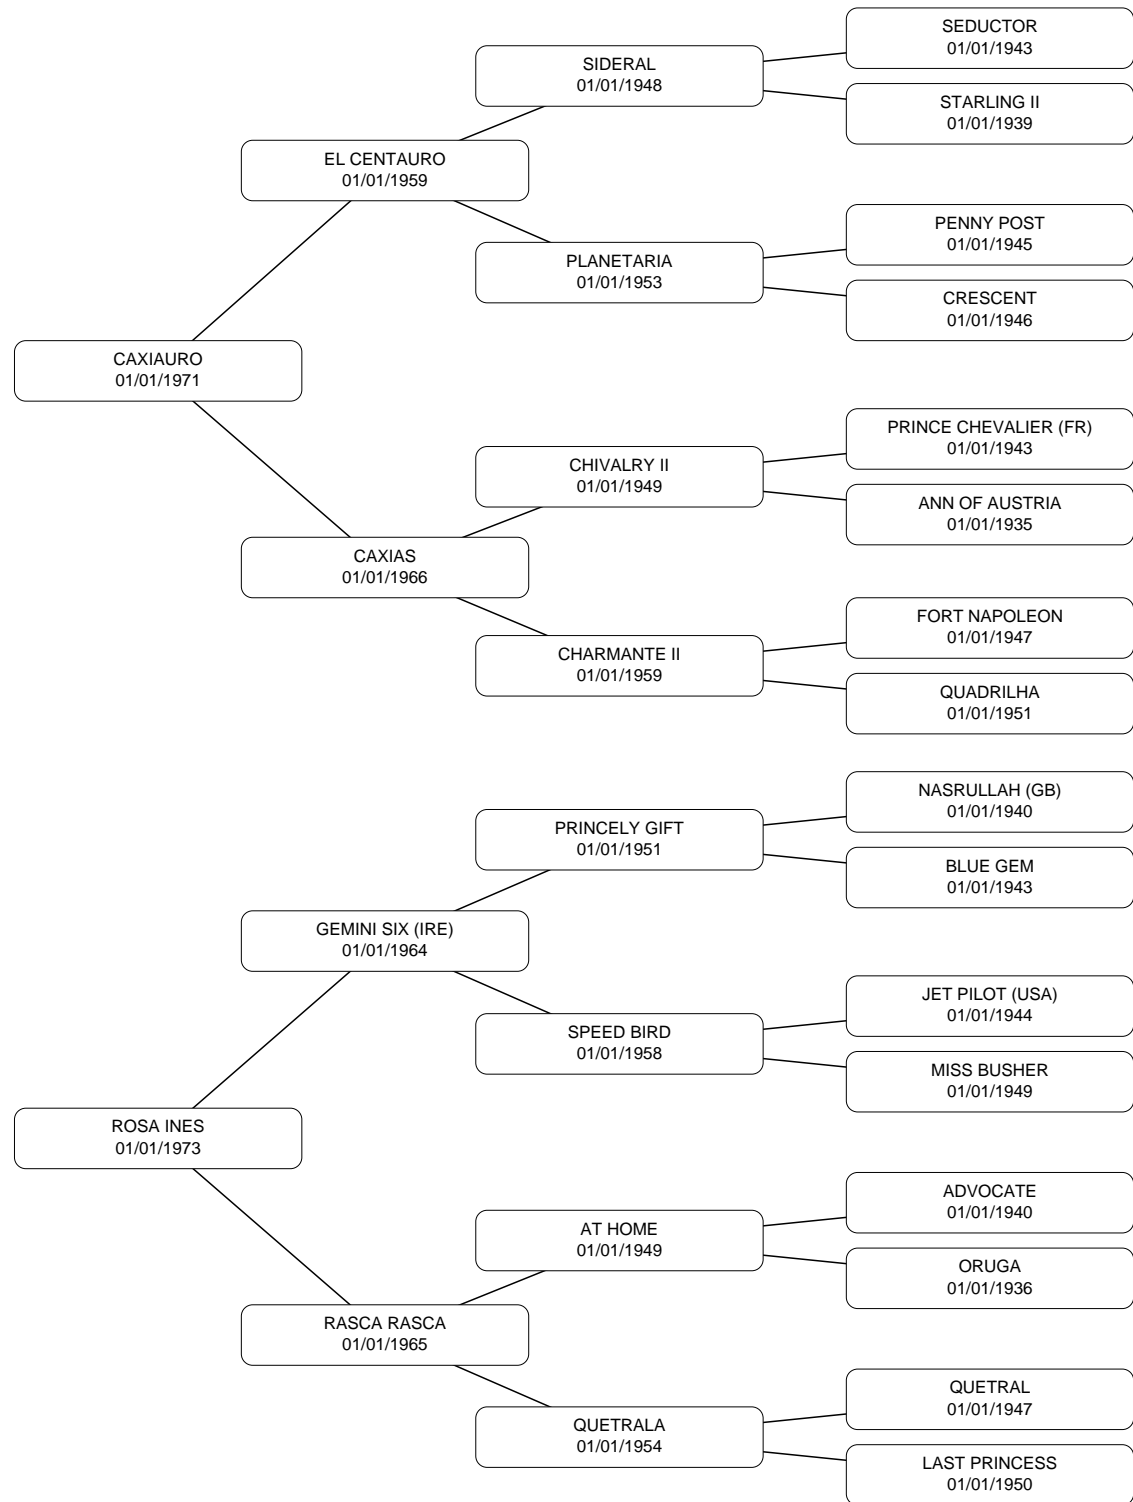 SEDUCTOR
01/01/1943
SIDERAL
01/01/1948
STARLING II
01/01/1939
EL CENTAURO
01/01/1959
PENNY POST
01/01/1945
PLANETARIA
01/01/1953
CRESCENT
01/01/1946
CAXIAURO
01/01/1971
PRINCE CHEVALIER (FR)
01/01/1943
CHIVALRY II
01/01/1949
ANN OF AUSTRIA
01/01/1935
CAXIAS
01/01/1966
FORT NAPOLEON
01/01/1947
CHARMANTE II
01/01/1959
QUADRILHA
01/01/1951
NASRULLAH (GB)
01/01/1940
PRINCELY GIFT
01/01/1951
BLUE GEM
01/01/1943
GEMINI SIX (IRE)
01/01/1964
JET PILOT (USA)
01/01/1944
SPEED BIRD
01/01/1958
MISS BUSHER
01/01/1949
ROSA INES
01/01/1973
ADVOCATE
01/01/1940
AT HOME
01/01/1949
ORUGA
01/01/1936
RASCA RASCA
01/01/1965
QUETRAL
01/01/1947
QUETRALA
01/01/1954
LAST PRINCESS
01/01/1950